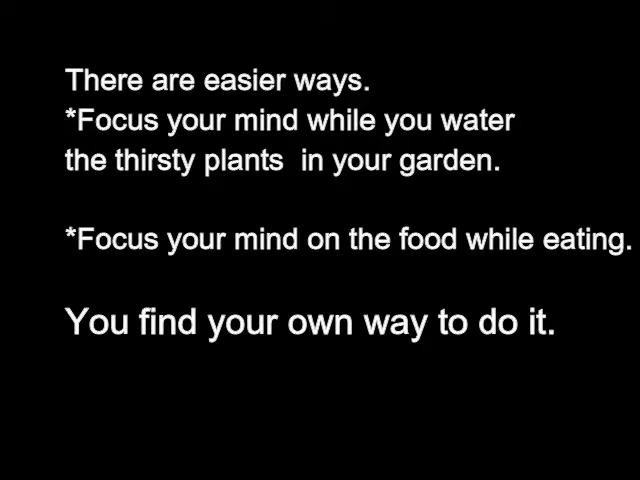 There are easier ways.
*Focus your mind while you water
the thirsty plants  in your garden.
*Focus your mind on the food while eating.
You find your own way to do it.